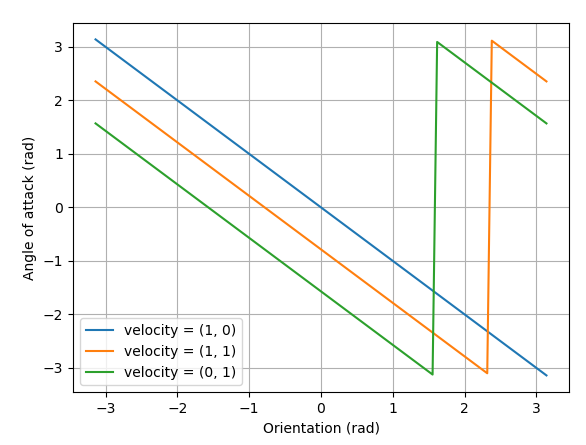 3
2
1
0
−1
−2
−3
Angle of attack (rad)
velocity = (1, 0)
velocity = (1, 1)
velocity = (0, 1)
−3 −2 −1 0 1 2 3
Orientation (rad)